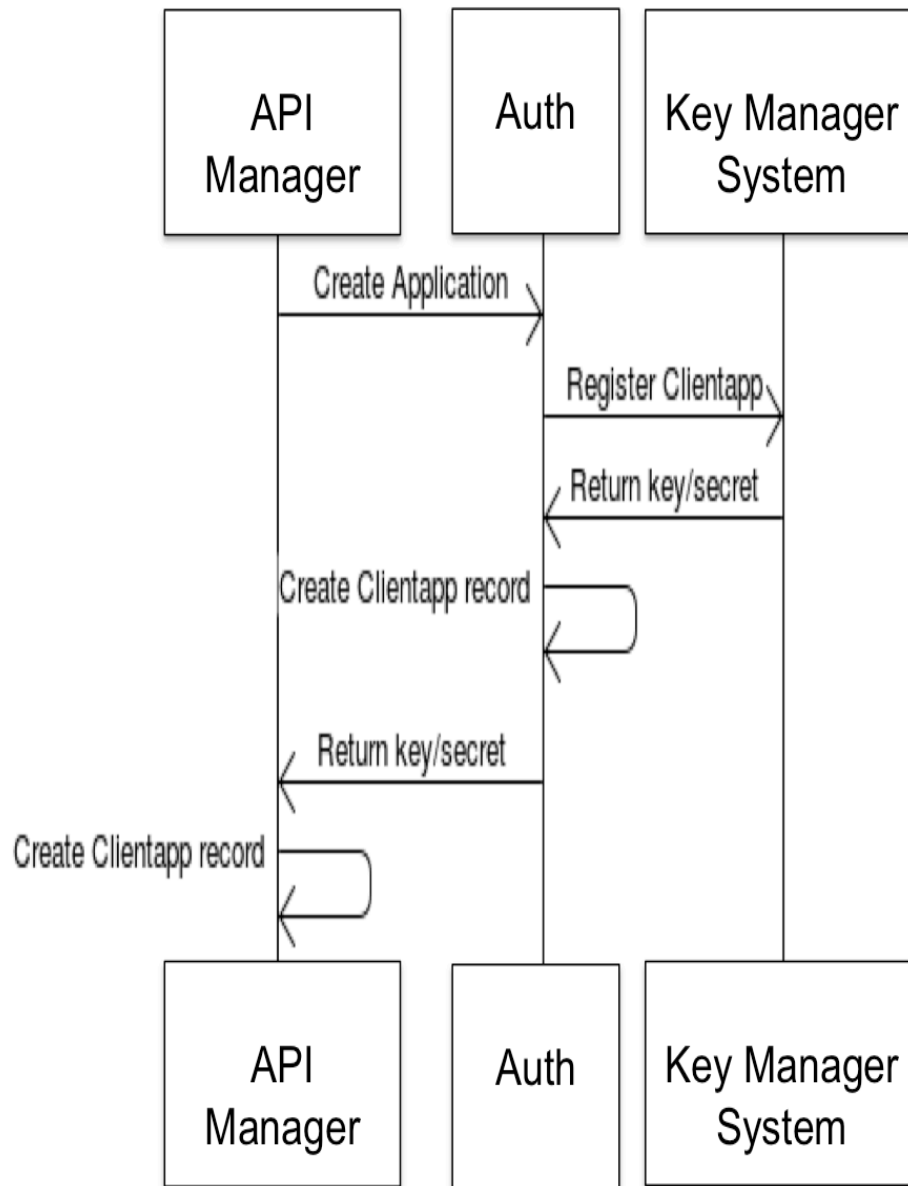 API
Manager
Auth
Key Manager
System
Create Application
Register Clientapp
Return key/secret
Create Clientapp record
Return key/secret
Create Clientapp record
API
Manager
Auth
Key Manager
System